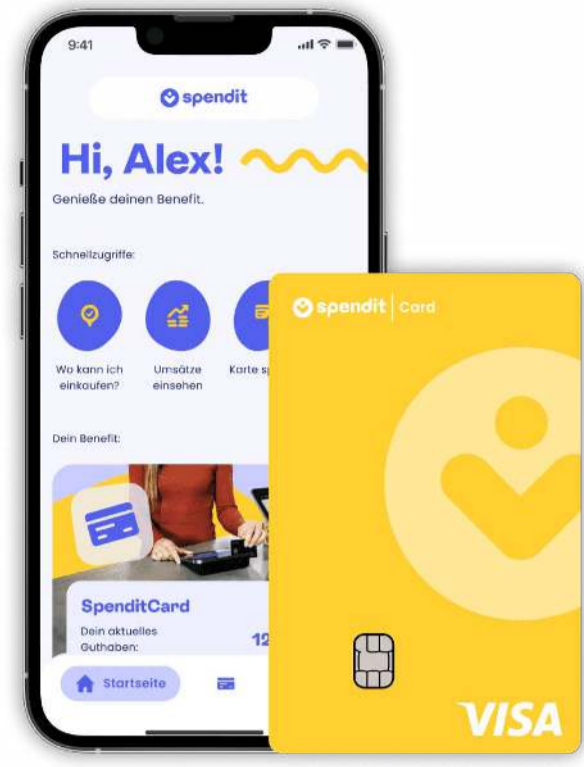 9:41
spendit
Hi, Alex!
Genieße deinen Benefit.
Schnellzugriffe:
Wo kann ich
einkaufen?
Umsätze
einsehen
Karte
Dein Benefit:
SpenditCard
Dein aktuelles
Guthaben:
Startseite
spendit | Card
VISA